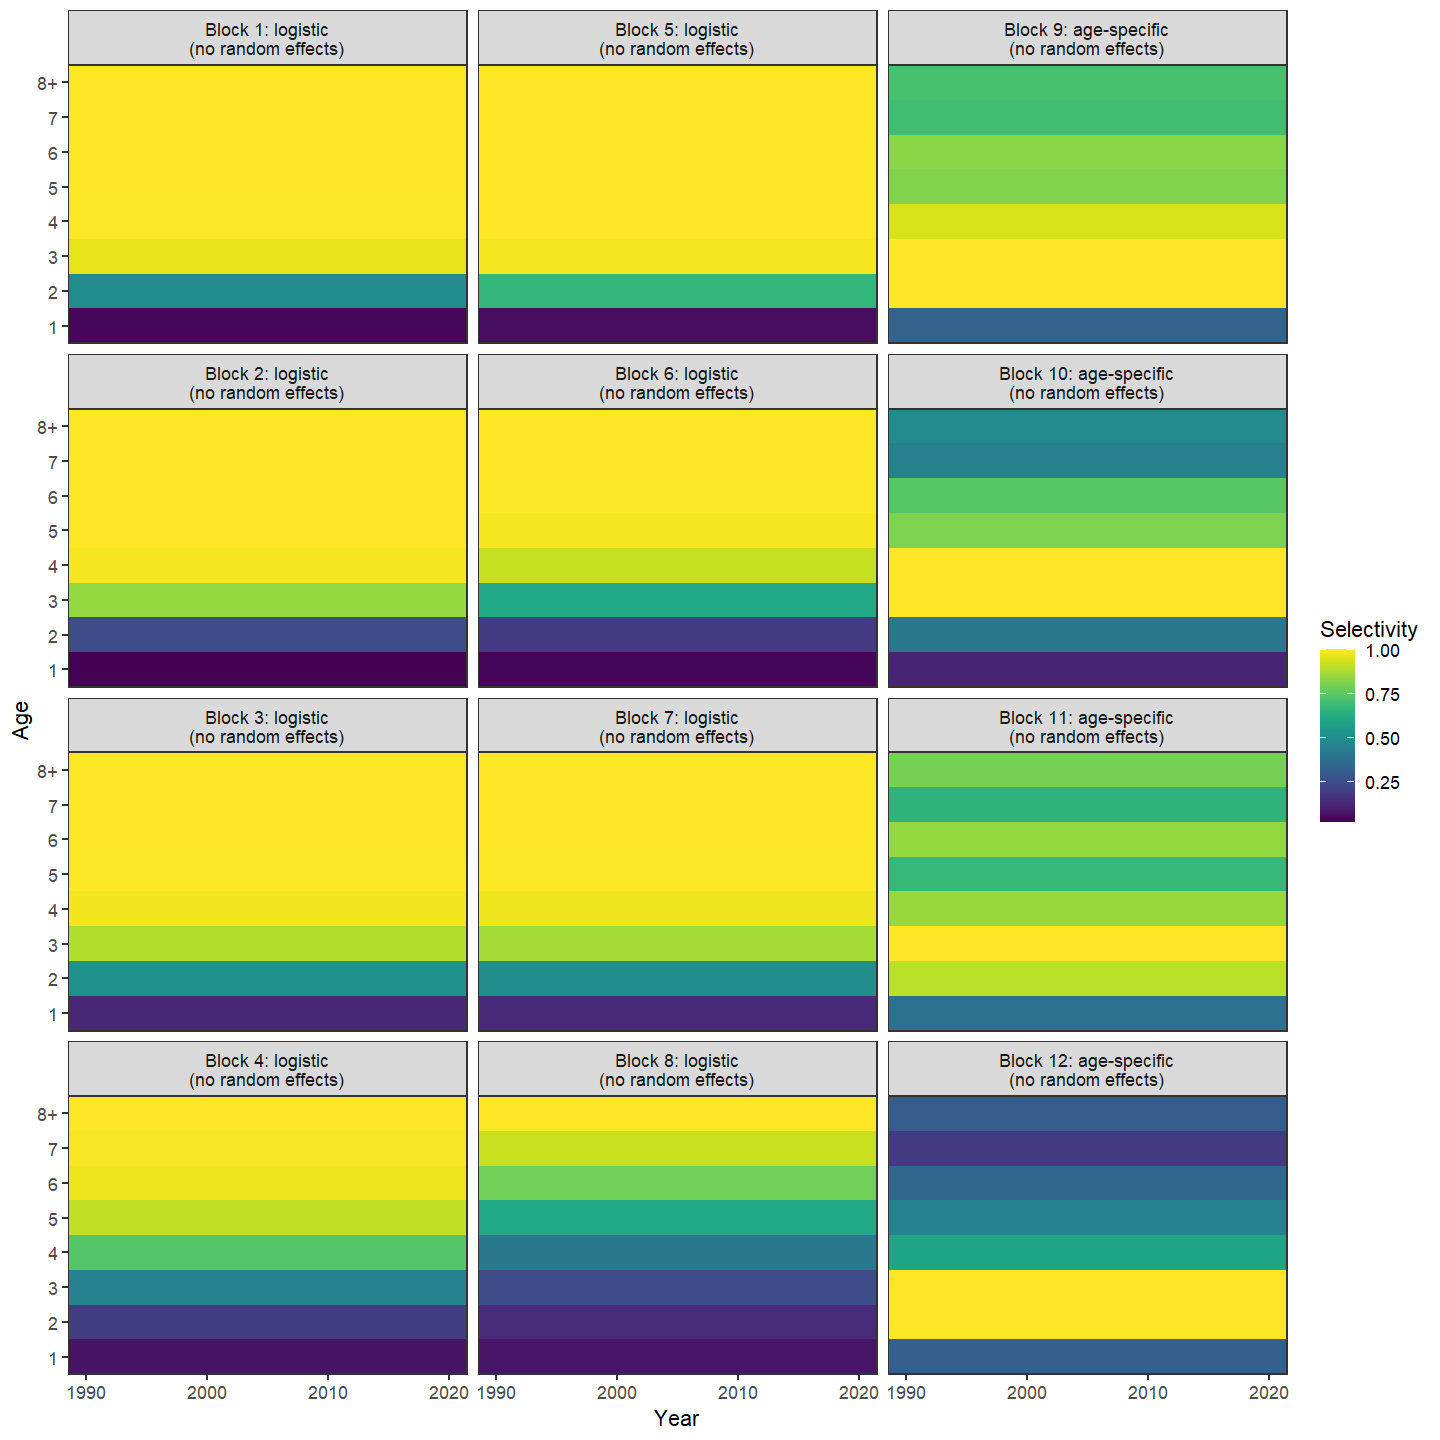 Block 1: logistic
(no random effects)
Block 5: logistic
(no random effects)
Block 9: age-specific
(no random effects)
8+
7
6
5
4
3
2
1
Block 2: logistic
(no random effects)
Block 6: logistic
(no random effects)
Block 10: age-specific
(no random effects)
8+
7
6
5
4
3
2
1
Block 3: logistic
(no random effects)
Block 7: logistic
(no random effects)
Block 11: age-specific
(no random effects)
8+
7
6
5
4
3
2
1
Block 4: logistic
(no random effects)
Block 8: logistic
(no random effects)
Block 12: age-specific
(no random effects)
8+
7
6
5
4
3
2
1
1990 2000 2010 2020 1990 2000 2010 2020 1990 2000 2010 2020
Year
Age
Selectivity
1.00
0.75
0.50
0.25